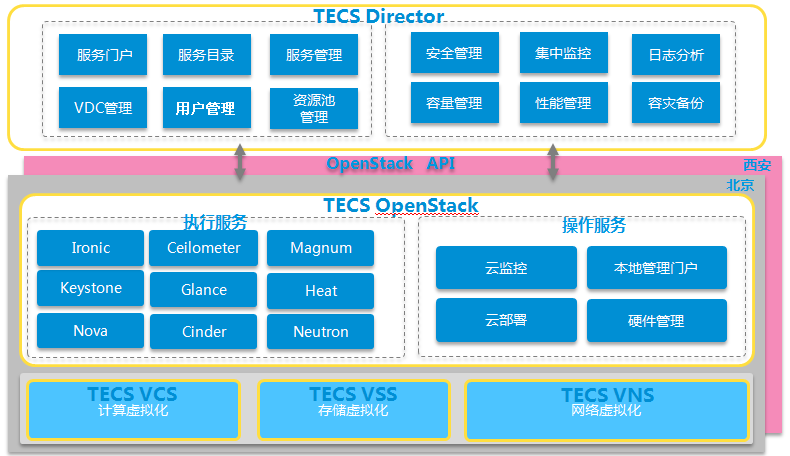 TECS Director
服务门户
服务目录
服务管理
安全管理
集中监控
日志分析
VDC管理
用户管理
资源池
管理
容量管理
性能管理
容灾备份
OpenStack API
西安
北京
TECS OpenStack
执行服务
操作服务
Ironic
Ceilometer
Magnum
云监控
本地管理门户
Keystone
Glance
Heat
云部署
硬件管理
Nova
Cinder
Neutron
TECS VCS
计算虚拟化
TECS VSS
存储虚拟化
TECS VNS
网络虚拟化